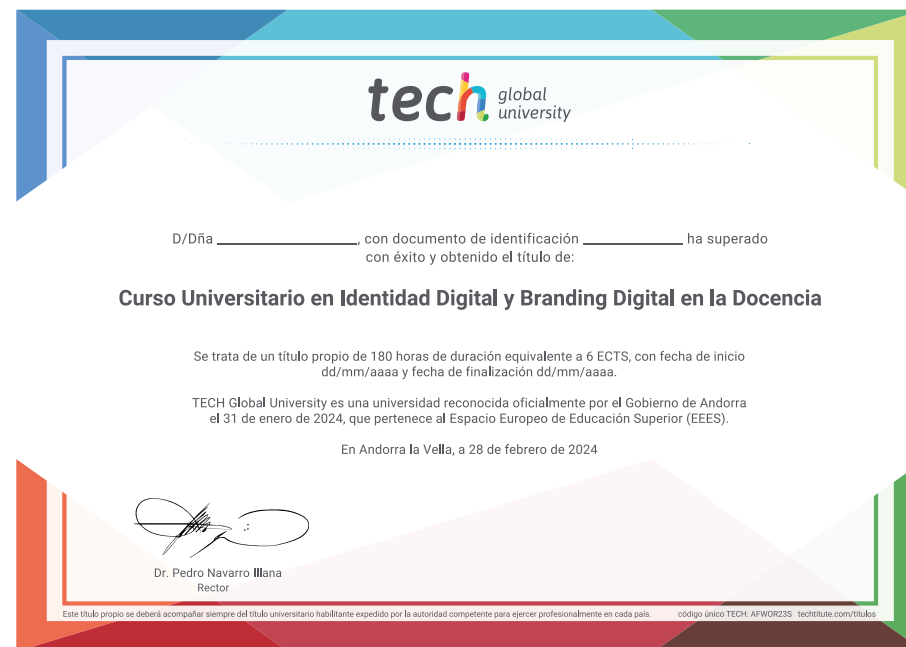 tech global university
D/Dña ____________________, con documento de identificación ______________ ha superado
con éxito y obtenido el título de:
Curso Universitario en Identidad Digital y Branding Digital en la Docencia
Se trata de un título propio de 180 horas de duración equivalente a 6 ECTS, con fecha de inicio
dd/mm/aaaa y fecha de finalización dd/mm/aaaa.
TECH Global University es una universidad reconocida oficialmente por el Gobierno de Andorra
el 31 de enero de 2024, que pertenece al Espacio Europeo de Educación Superior (EEES).
En Andorra la Vella, a 28 de febrero de 2024
Dr. Pedro Navarro Illana
Rector
Este título propio se deberá acompañar siempre del título universitario habilitante expedido por la autoridad competente para ejercer profesionalmente en cada país. código único TECH: AFWOR23S techtitute.com/titulos